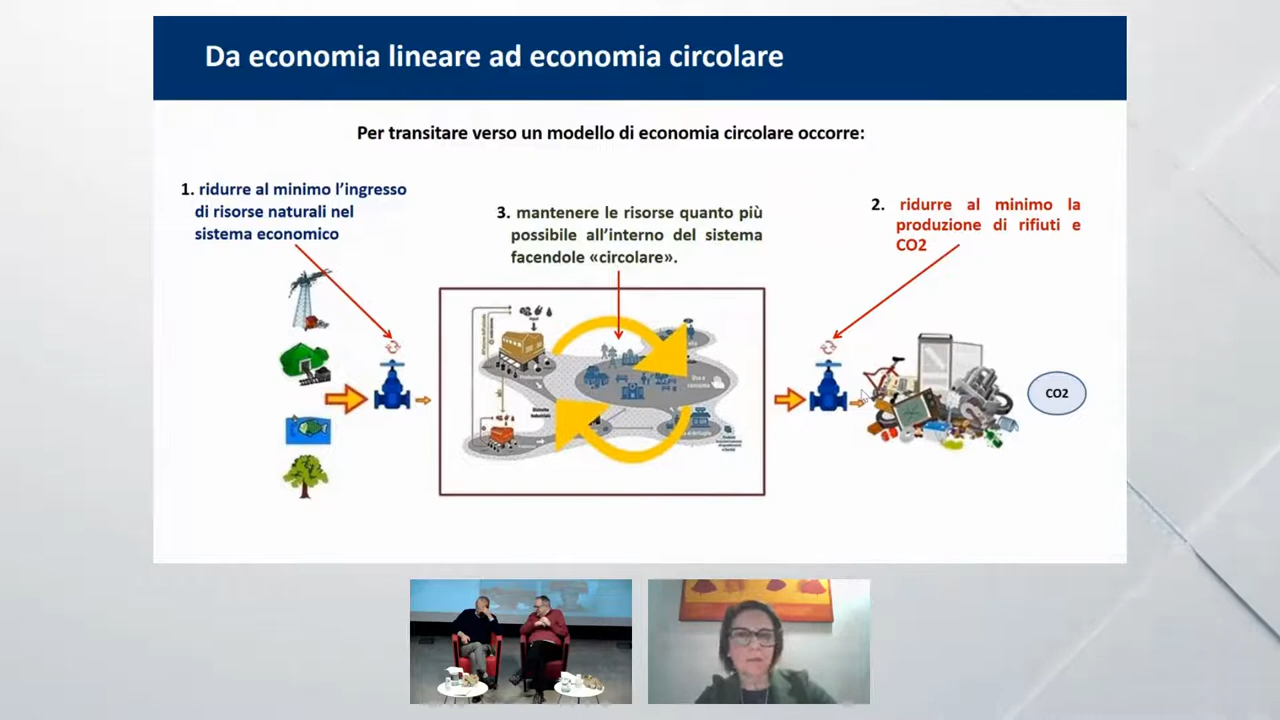 Da economia lineare ad economia circolare
Per transitare verso un modello di economia circolare occorre:
1. ridurre al minimo l'ingresso
di risorse naturali nel
sistema economico
3. mantenere le risorse quanto più
possibile all'interno del sistema
facendole «circolare».
2. ridurre al minimo la
produzione di rifiuti e
CO2
Uso e
consumo
CO2